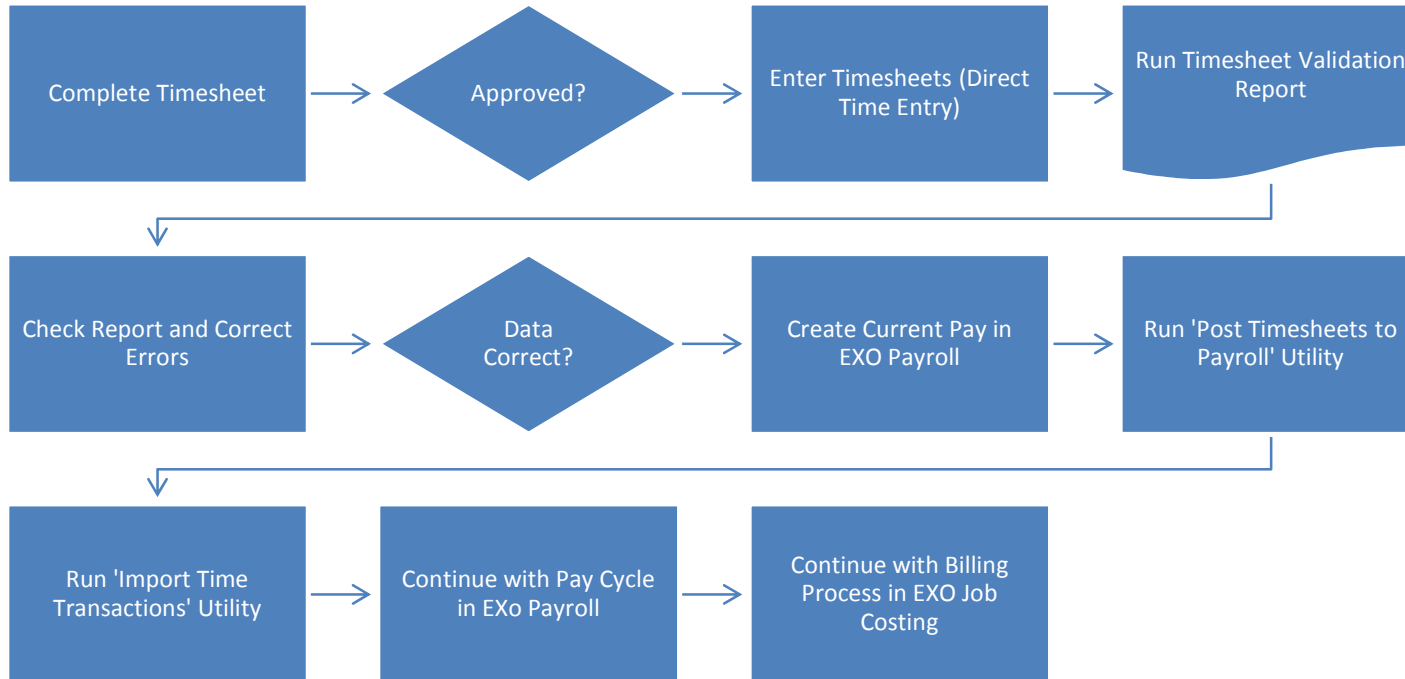 Complete Timesheet
Approved?
Enter Timesheets (Direct
Time Entry)
Run Timesheet Validation
Report
Check Report and Correct
Errors
Data
Correct?
Create Current Pay in
EXO Payroll
Run 'Post Timesheets to
Payroll' Utility
Run 'Import Time
Transactions' Utility
Continue with Pay Cycle
in EXo Payroll
Continue with Billing
Process in EXO Job
Costing